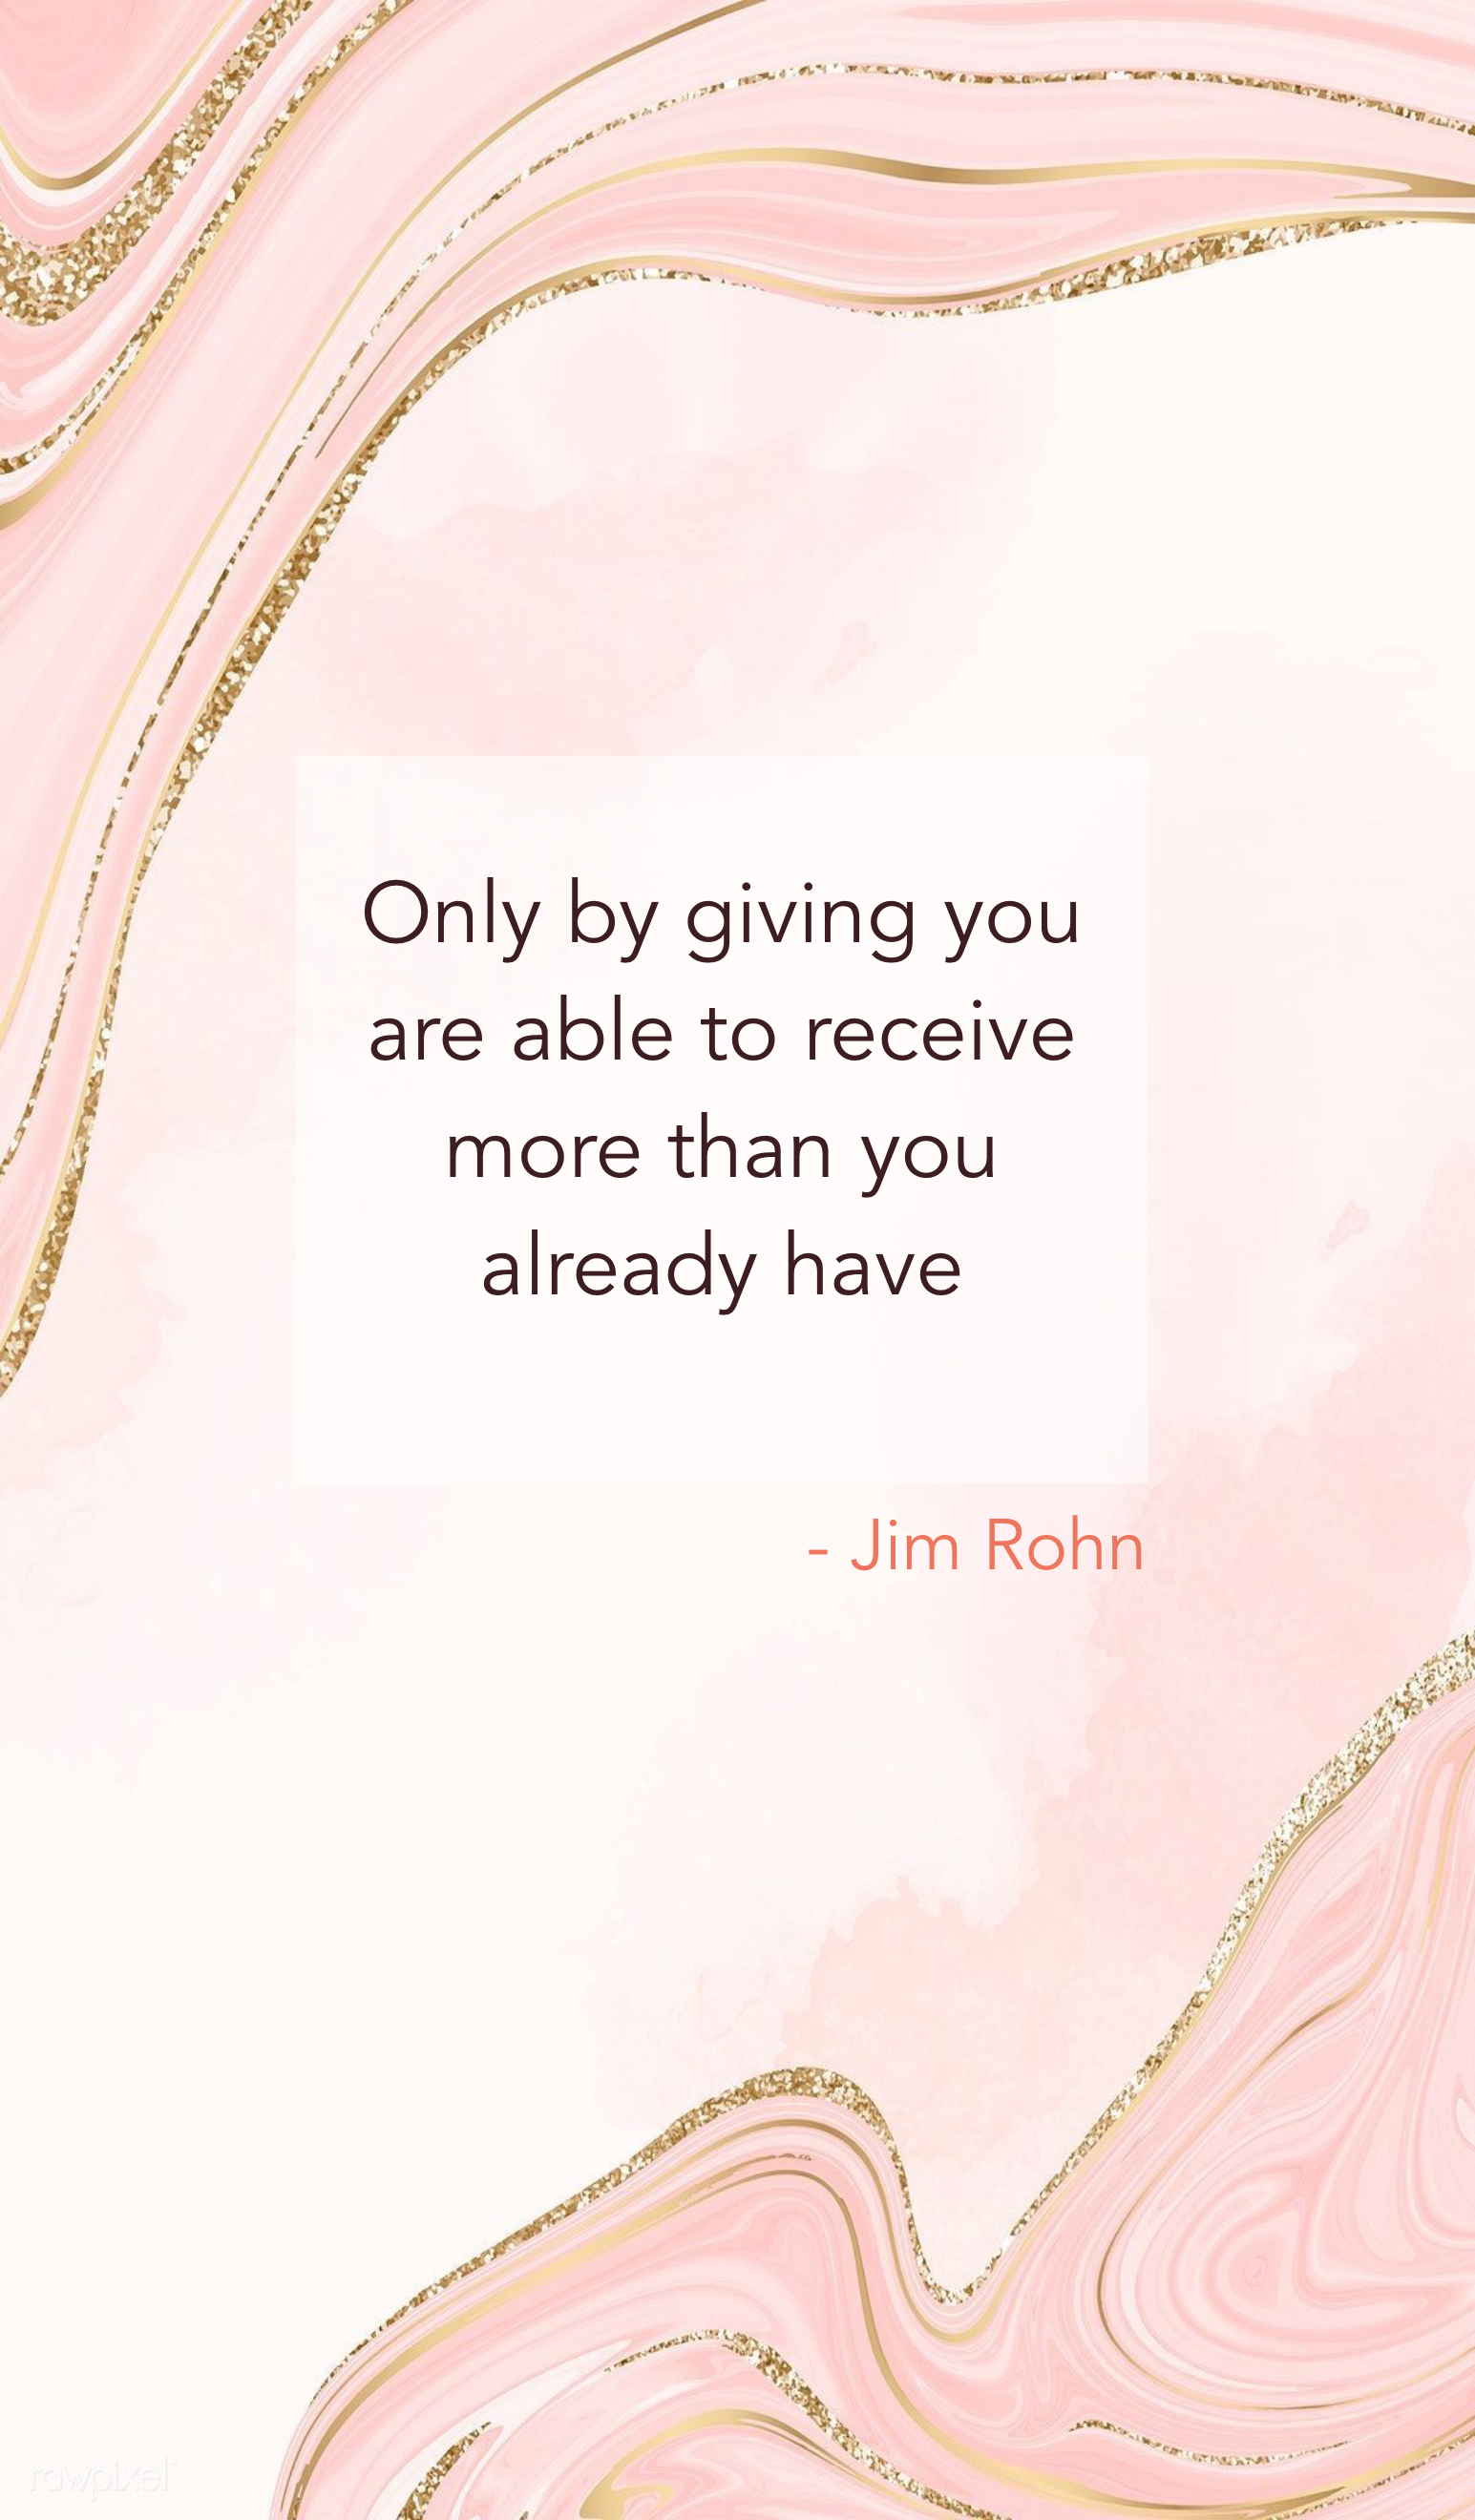 Only by giving you
are able to receive
more than you
already have
- Jim Rohn
rawpixel